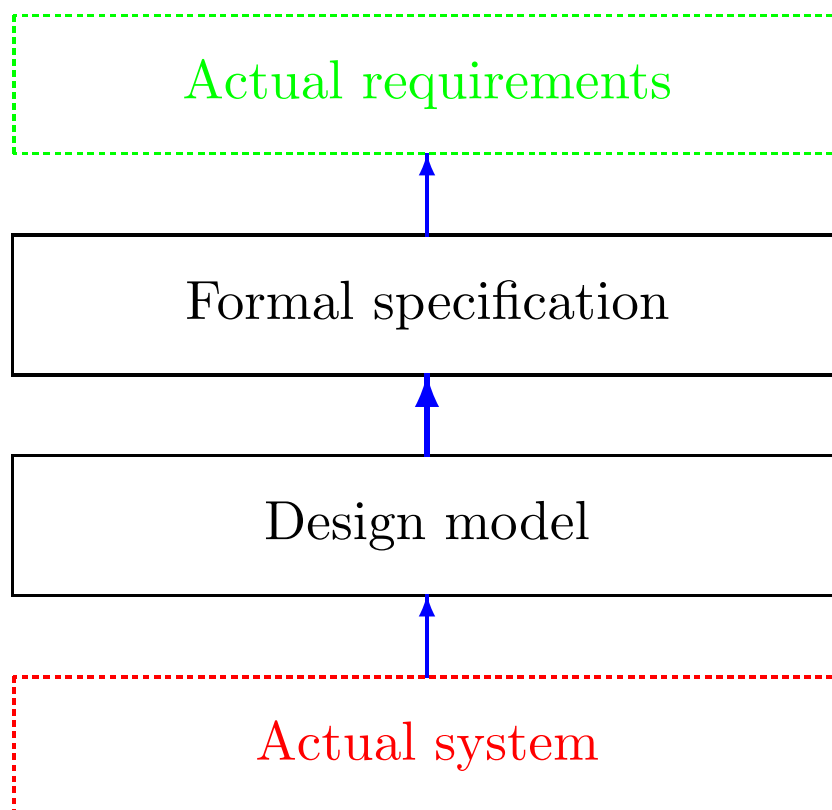 Actual requirements
Formal specification
Design model
Actual system